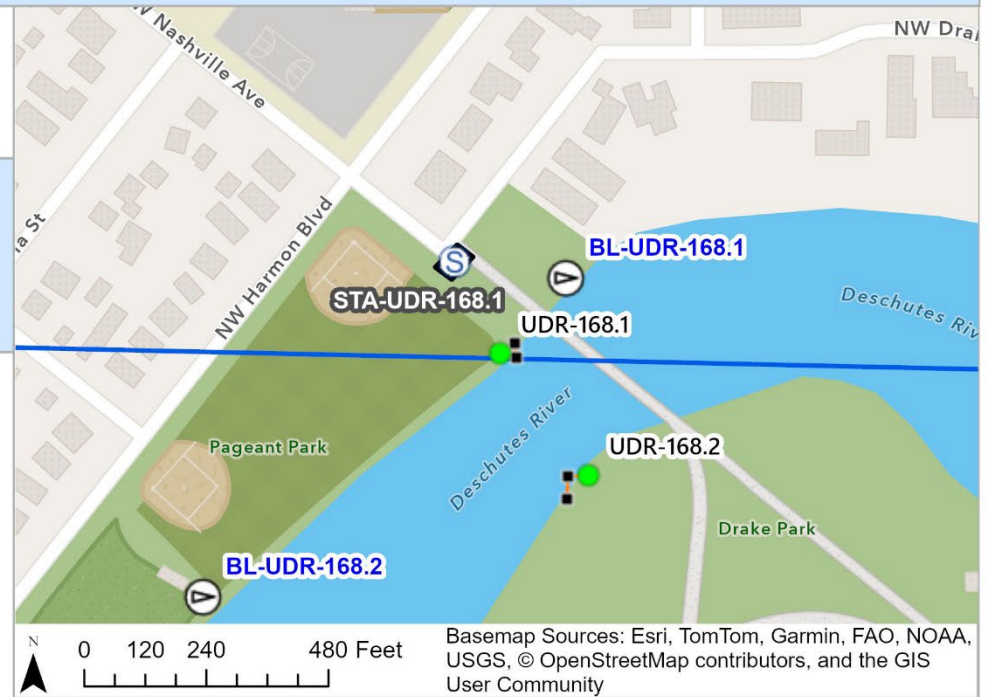 W Nashville Ave
NW Dra
a St
NW Harmon Blvd
S
BL-UDR-168.1
STA-UDR-168.1
Deschutes Riv
UDR-168.1
Deschutes River
UDR-168.2
Pageant Park
Drake Park
BL-UDR-168.2
N
0 120 240 480 Feet
Basemap Sources: Esri, TomTom, Garmin, FAO, NOAA,
USGS, © OpenStreetMap contributors, and the GIS
User Community